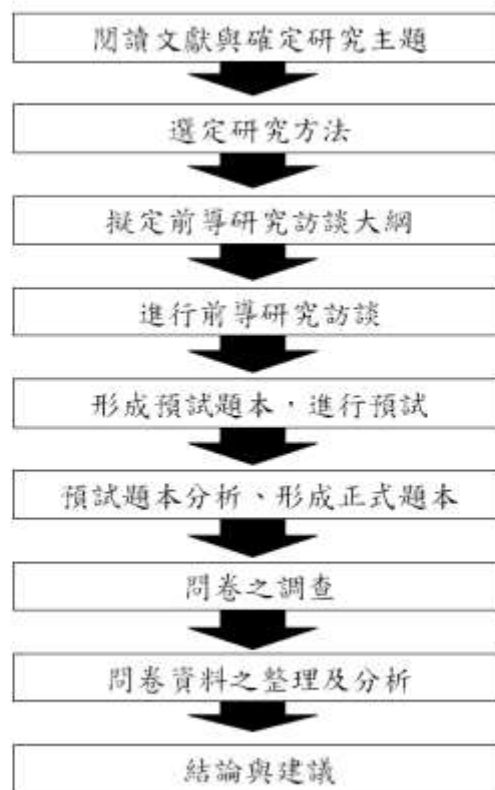 閱讀文獻與確定研究主題
選定研究方法
擬定前導研究訪談大綱
進行前導研究訪談
形成預試題本，進行預試
預試題本分析、形成正式題本
問卷之調查
問卷資料之整理及分析
結論與建議